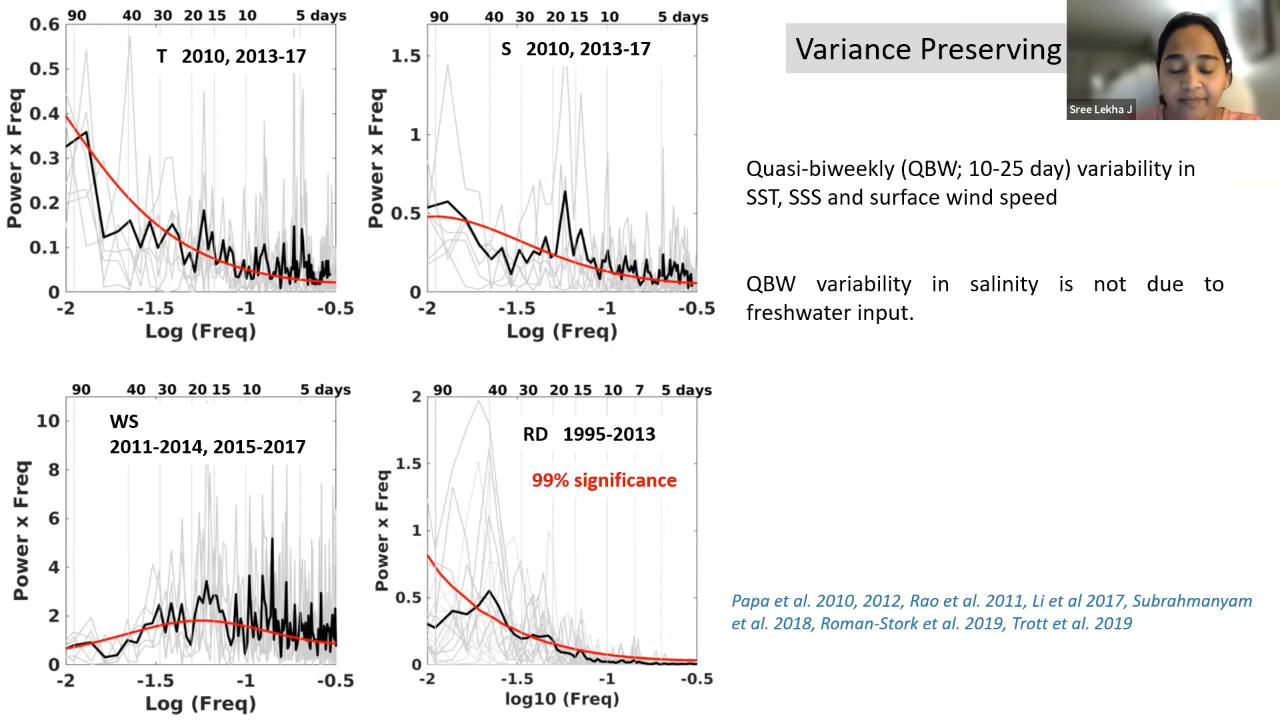 90 40 30 20 15 10 5 days
0.6
0.5
0.4
0.3
0.2
0.1
0
Power x Freq
T 2010, 2013-17
-2 -1.5 -1 -0.5
Log (Freq)
90 40 30 20 15 10 5 days
1.5
1
0.5
0
Power x Freq
S 2010, 2013-17
-2 -1.5 -1 -0.5
Log (Freq)
Variance Preserving
Sree Lekha J
Quasi-biweekly (QBW; 10-25 day) variability in
SST, SSS and surface wind speed
QBW variability in salinity is not due to
freshwater input.
90 40 30 20 15 10 5 days
10
8
6
4
2
0
Power x Freq
WS
2011-2014, 2015-2017
-2 -1.5 -1 -0.5
Log (Freq)
90 40 30 20 15 10 7 5 days
2
1.5
1
0.5
0
Power x Freq
RD 1995-2013
99% significance
-2 -1.5 -1 -0.5
log10 (Freq)
Papa et al. 2010, 2012, Rao et al. 2011, Li et al 2017, Subrahmanyam
et al. 2018, Roman-Stork et al. 2019, Trott et al. 2019